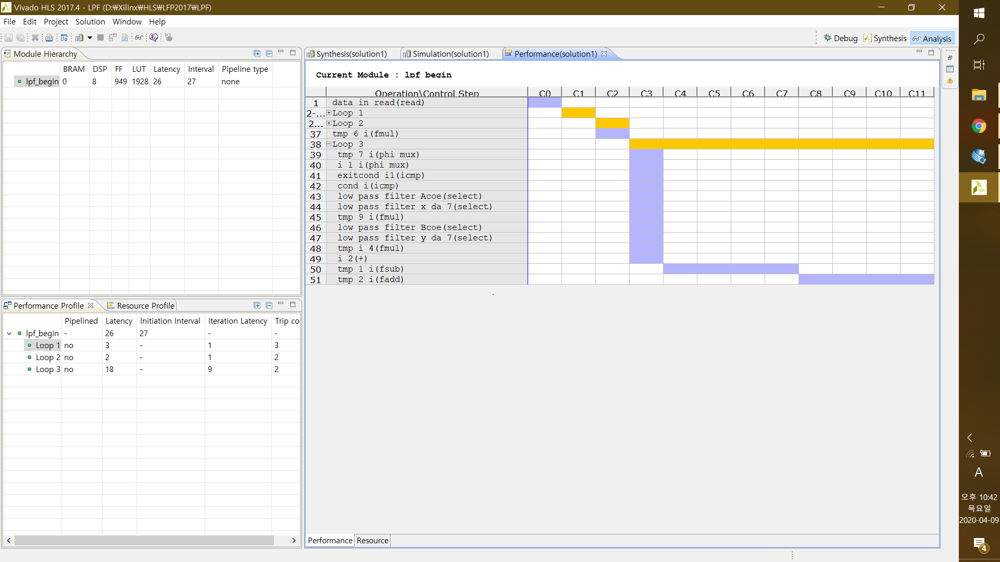 Vivado HLS 2017.4 - LPF (D:₩Xilinx₩HLS₩LFP2017₩LPF)
File Edit Project Solution Window Help
Debug Synthesis Analysis
Module Hierarchy
BRAM DSP FF LUT Latency Interval Pipeline type
lpf_begin 0 8 949 1928 26 27 none
Performance Profile Resource Profile
Pipelined Latency Initiation Interval Iteration Latency Trip co
lpf_begin - 26 27 - -
Loop 1 no 3 - 1 3
Loop 2 no 2 - 1 2
Loop 3 no 18 - 9 2
Synthesis(solution1) Simulation(solution1) Performance(solution1)
Current Module : lpf begin
Operation\Control Step C0 C1 C2 C3 C4 C5 C6 C7 C8 C9 C10 C11
1 data in read(read)
2-... Loop 1
2... Loop 2
37 tmp 6 i(fmul)
38 Loop 3
39 tmp 7 i(phi mux)
40 i 1 i(phi mux)
41 exitcond i1(icmp)
42 cond i(icmp)
43 low pass filter Acoe(select)
44 low pass filter x da 7(select)
45 tmp 9 i(fmul)
46 low pass filter Bcoe(select)
47 low pass filter y da 7(select)
48 tmp i 4(fmul)
49 i 2(+)
50 tmp 1 i(fsub)
51 tmp 2 i(fadd)
Performance Resource
A
오후 10:42
목요일
2020-04-09
4